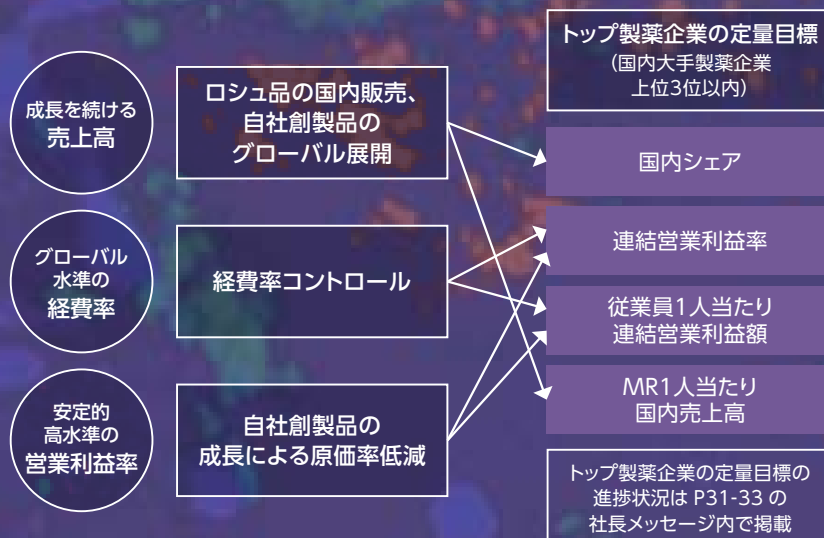 成長を続ける
売上高
ロシュ品の国内販売、
自社創製品の
グローバル展開
グローバル
水準の
経費率
経費率コントロール
安定的
高水準の
営業利益率
自社創製品の
成長による原価率低減
トップ製薬企業の定量目標
(国内大手製薬企業
上位3位以内)
国内シェア
連結営業利益率
従業員1人当たり
連結営業利益額
MR1人当たり
国内売上高
トップ製薬企業の定量目標の
進捗状況は P31-33 の
社長メッセージ内で掲載